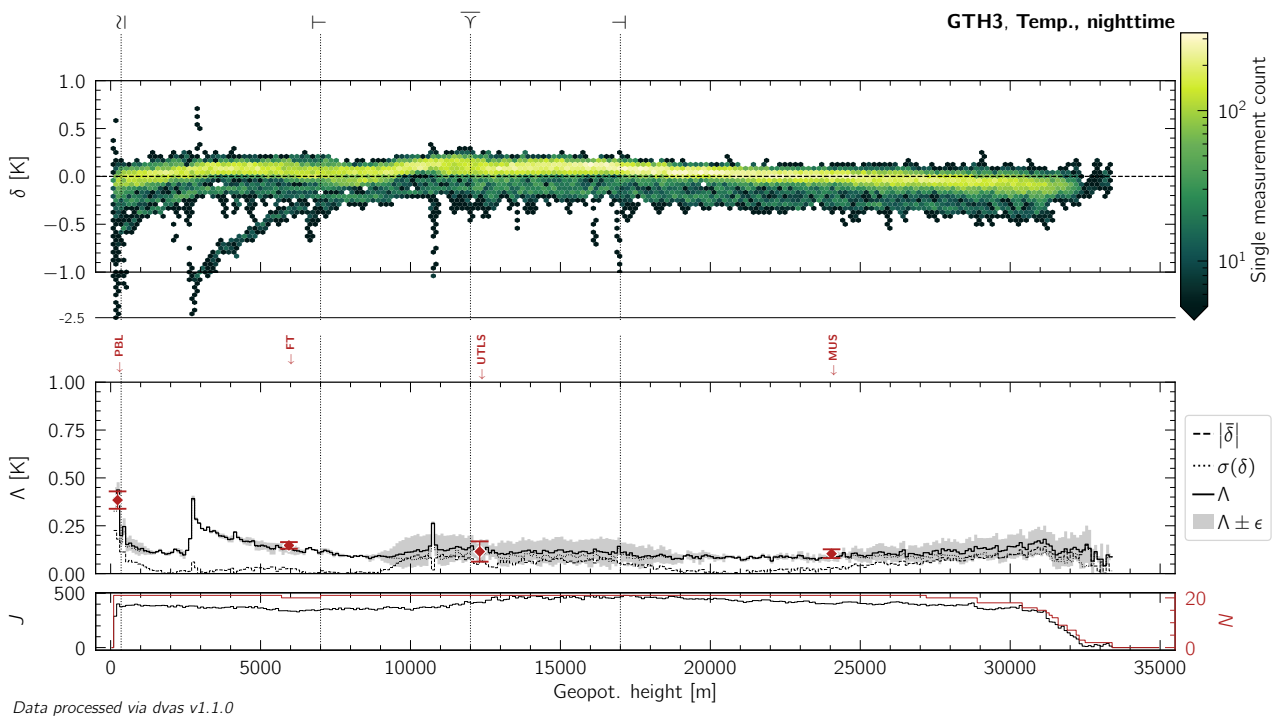 GTH3, Temp., nighttime
1.0
0.5
0.0
−0.5
−1.0
-2.5
δ [K]
10²
10¹
Single measurement count
PBL
FT
UTLS
MUS
1.00
0.75
0.50
0.25
0.00
Λ [K]
|δ̄|
σ(δ)
Λ
Λ ± ϵ
500
0
J
20
0
N
0 5000 10000 15000 20000 25000 30000 35000
Geopot. height [m]
Data processed via dvas v1.1.0